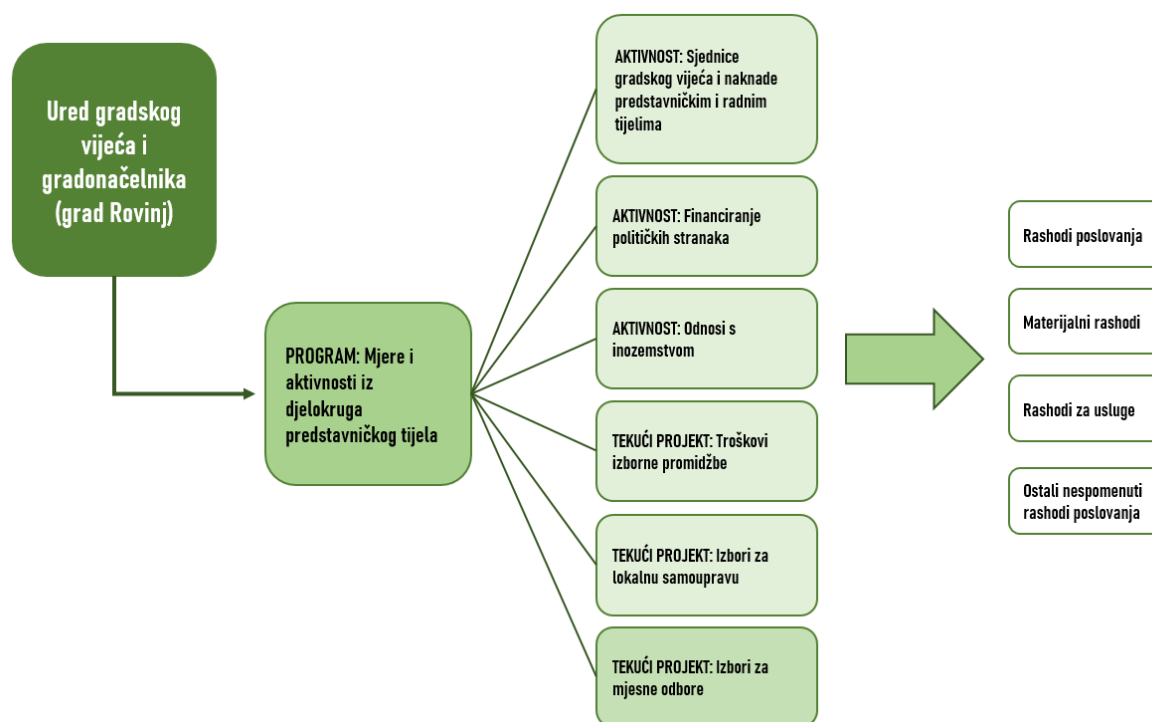 Ured gradskog
vijeća i
gradonačelnika
(grad Rovinj)
PROGRAM: Mjere i
aktivnosti iz
djelokruga
predstavničkog tijela
AKTIVNOST: Sjednice
gradskog vijeća i naknade
predstavničkim i radnim
tijelima
AKTIVNOST: Financiranje
političkih stranaka
AKTIVNOST: Odnosi s
inozemstvom
TEKUĆI PROJEKT: Troškovi
izborne promidžbe
TEKUĆI PROJEKT: Izbori za
lokalnu samoupravu
TEKUĆI PROJEKT: Izbori za
mjesne odbore
Rashodi poslovanja
Materijalni rashodi
Rashodi za usluge
Ostali nespomenuti
rashodi poslovanja